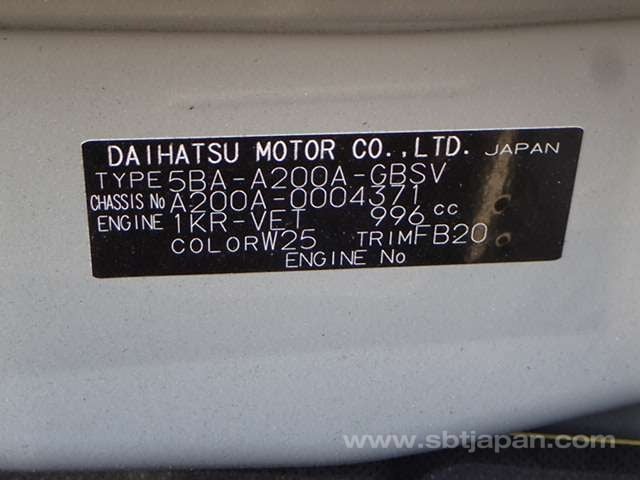 DAIHATSU MOTOR CO.,LTD. JAPAN
TYPE 5BA-A200A-GBSV
CHASSIS No A200A-0004371
ENGINE 1KR-VET 996 cc
COLOR W25 TRIM FB20
ENGINE No
www.sbtjapan.com